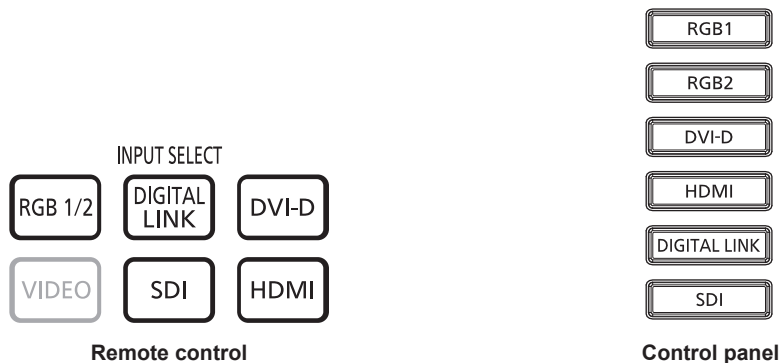 INPUT SELECT
RGB 1/2
DIGITAL
LINK
DVI-D
VIDEO
SDI
HDMI
Remote control
RGB1
RGB2
DVI-D
HDMI
DIGITAL LINK
SDI
Control panel